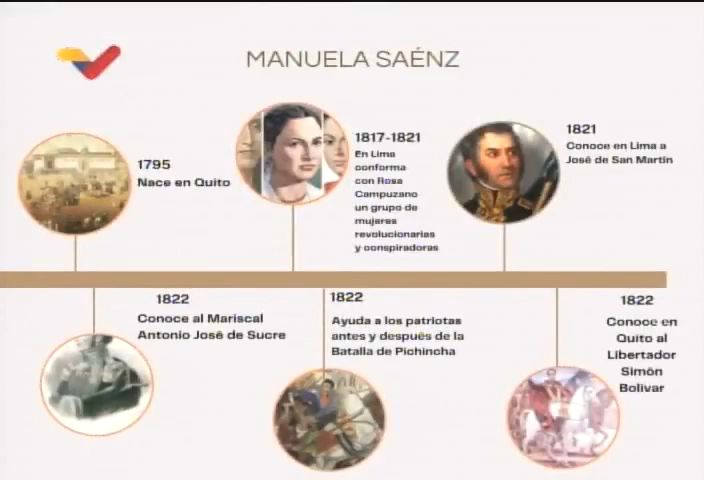 MANUELA SAÉNZ
1795
Nace en Quito
1817-1821
En Lima
conforma
con Rosa
Campuzano
un grupo de
mujeres
revolucionarias
y conspiradoras
1821
Conoce en Lima a
José de San Martín
1822
Conoce al Mariscal
Antonio José de Sucre
1822
Ayuda a los patriotas
antes y después de la
Batalla de Pichincha
1822
Conoce en
Quito al
Libertador
Simón
Bolívar